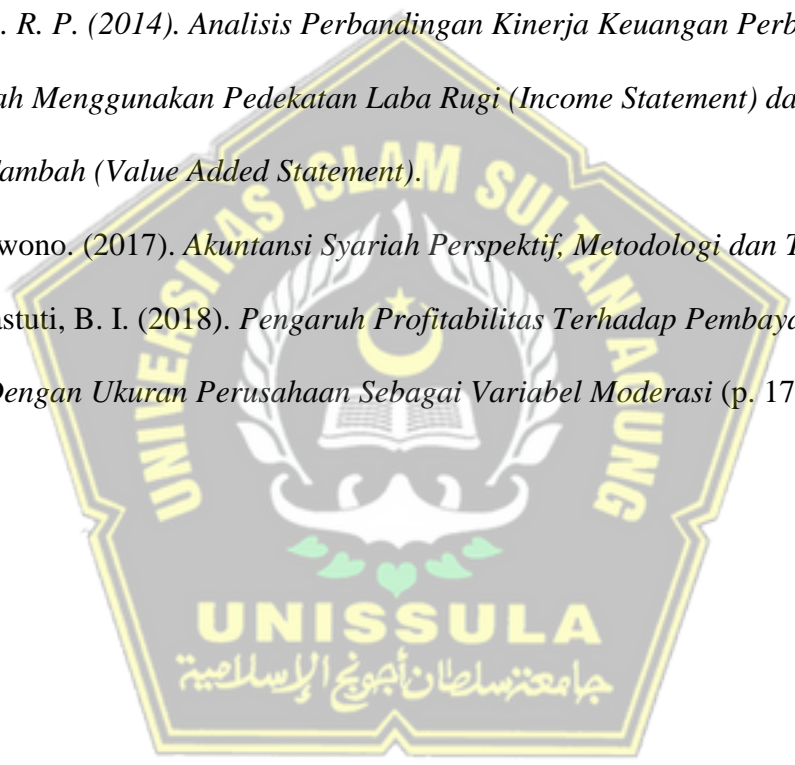 . R. P. (2014). Analisis Perbandingan Kinerja Keuangan Perb
ah Menggunakan Pedekatan Laba Rugi (Income Statement) da
ambah (Value Added Statement).
wono. (2017). Akuntansi Syariah Perspektif, Metodologi dan T
astuti, B. I. (2018). Pengaruh Profitabilitas Terhadap Pembaya
Dengan Ukuran Perusahaan Sebagai Variabel Moderasi (p. 17
UNIVERSITAS ISLAM SULTAN AGUNG
UNISSULA
جامعتسلطان أجونج الإسلامية